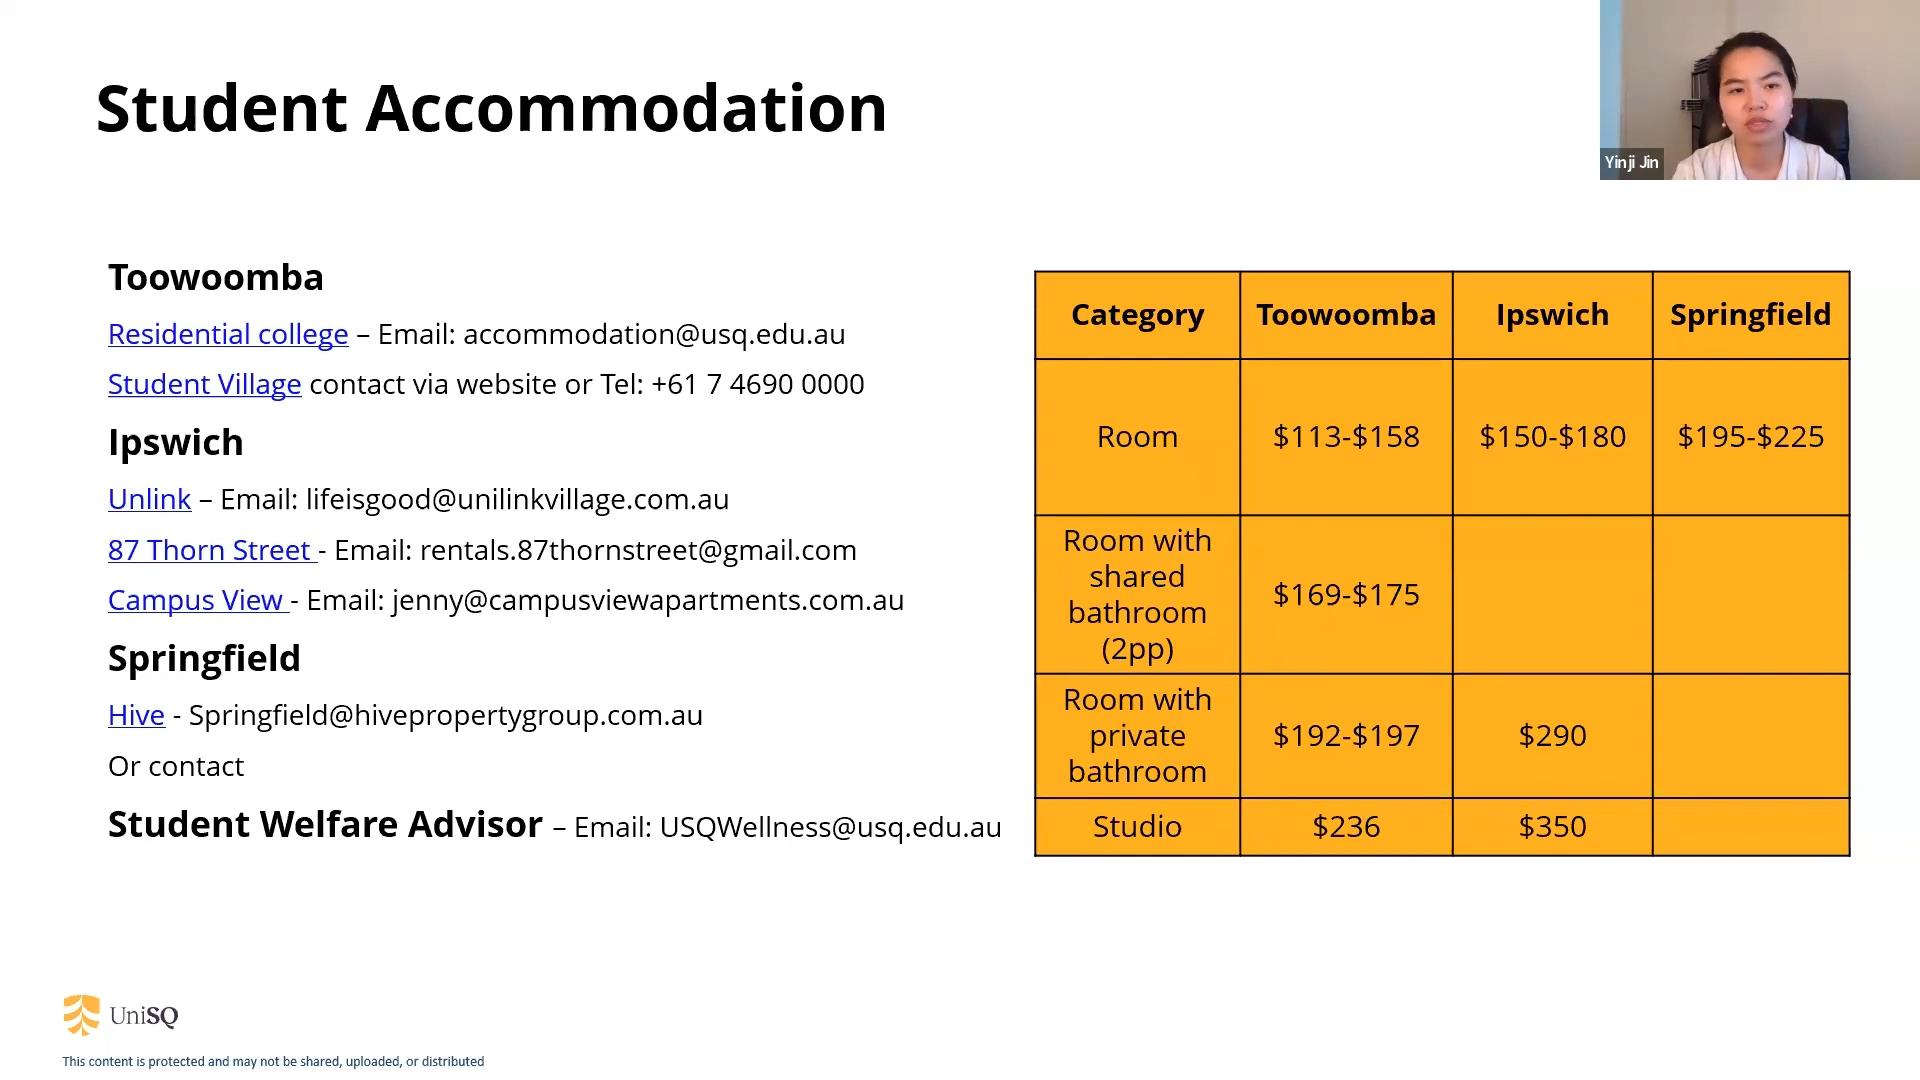 Student Accommodation
Yinji Jin
Toowoomba
Residential college – Email: accommodation@usq.edu.au
Student Village contact via website or Tel: +61 7 4690 0000
Ipswich
Unlink – Email: lifeisgood@unilinkvillage.com.au
87 Thorn Street - Email: rentals.87thornstreet@gmail.com
Campus View - Email: jenny@campusviewapartments.com.au
Springfield
Hive - Springfield@hivepropertygroup.com.au
Or contact
Student Welfare Advisor – Email: USQWellness@usq.edu.au
Category Toowoomba Ipswich Springfield
Room $113-$158 $150-$180 $195-$225
Room with
shared
bathroom
(2pp)
$169-$175
Room with
private
bathroom
$192-$197 $290
Studio $236 $350
UniSQ
This content is protected and may not be shared, uploaded, or distributed